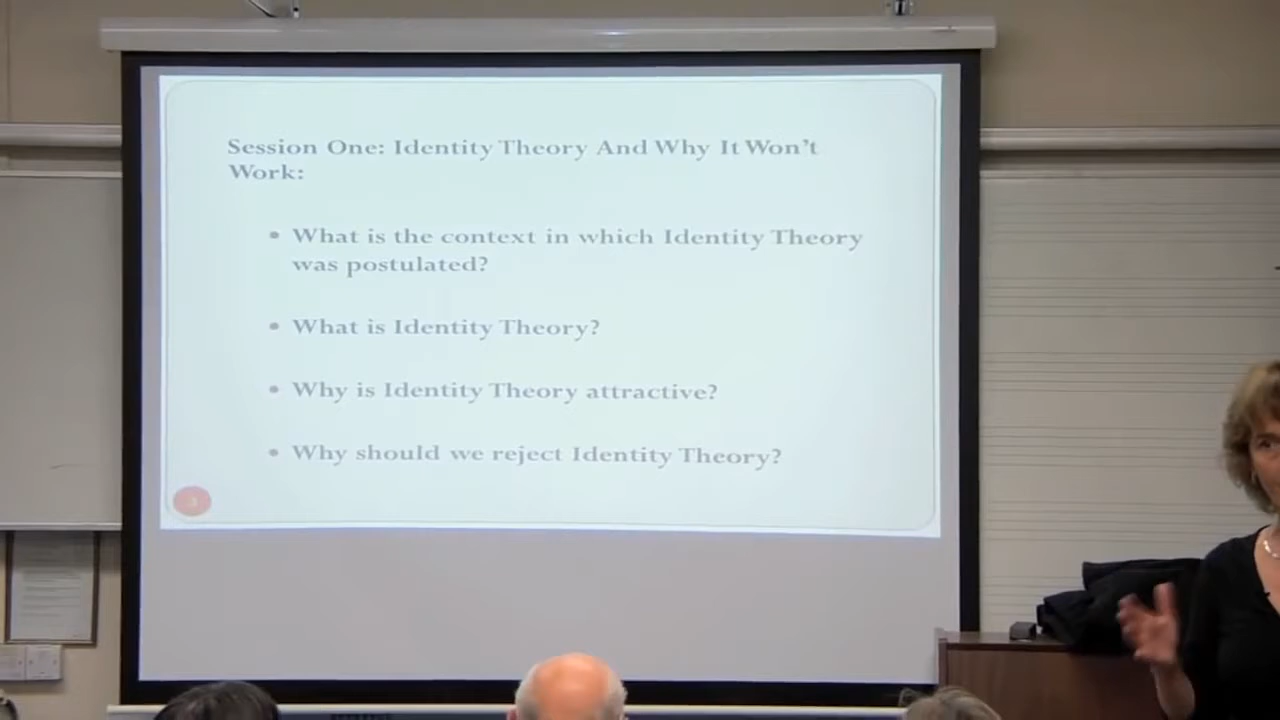 Session One: Identity Theory And Why It Won't
Work:
• What is the context in which Identity Theory
was postulated?
• What is Identity Theory?
• Why is Identity Theory attractive?
• Why should we reject Identity Theory?